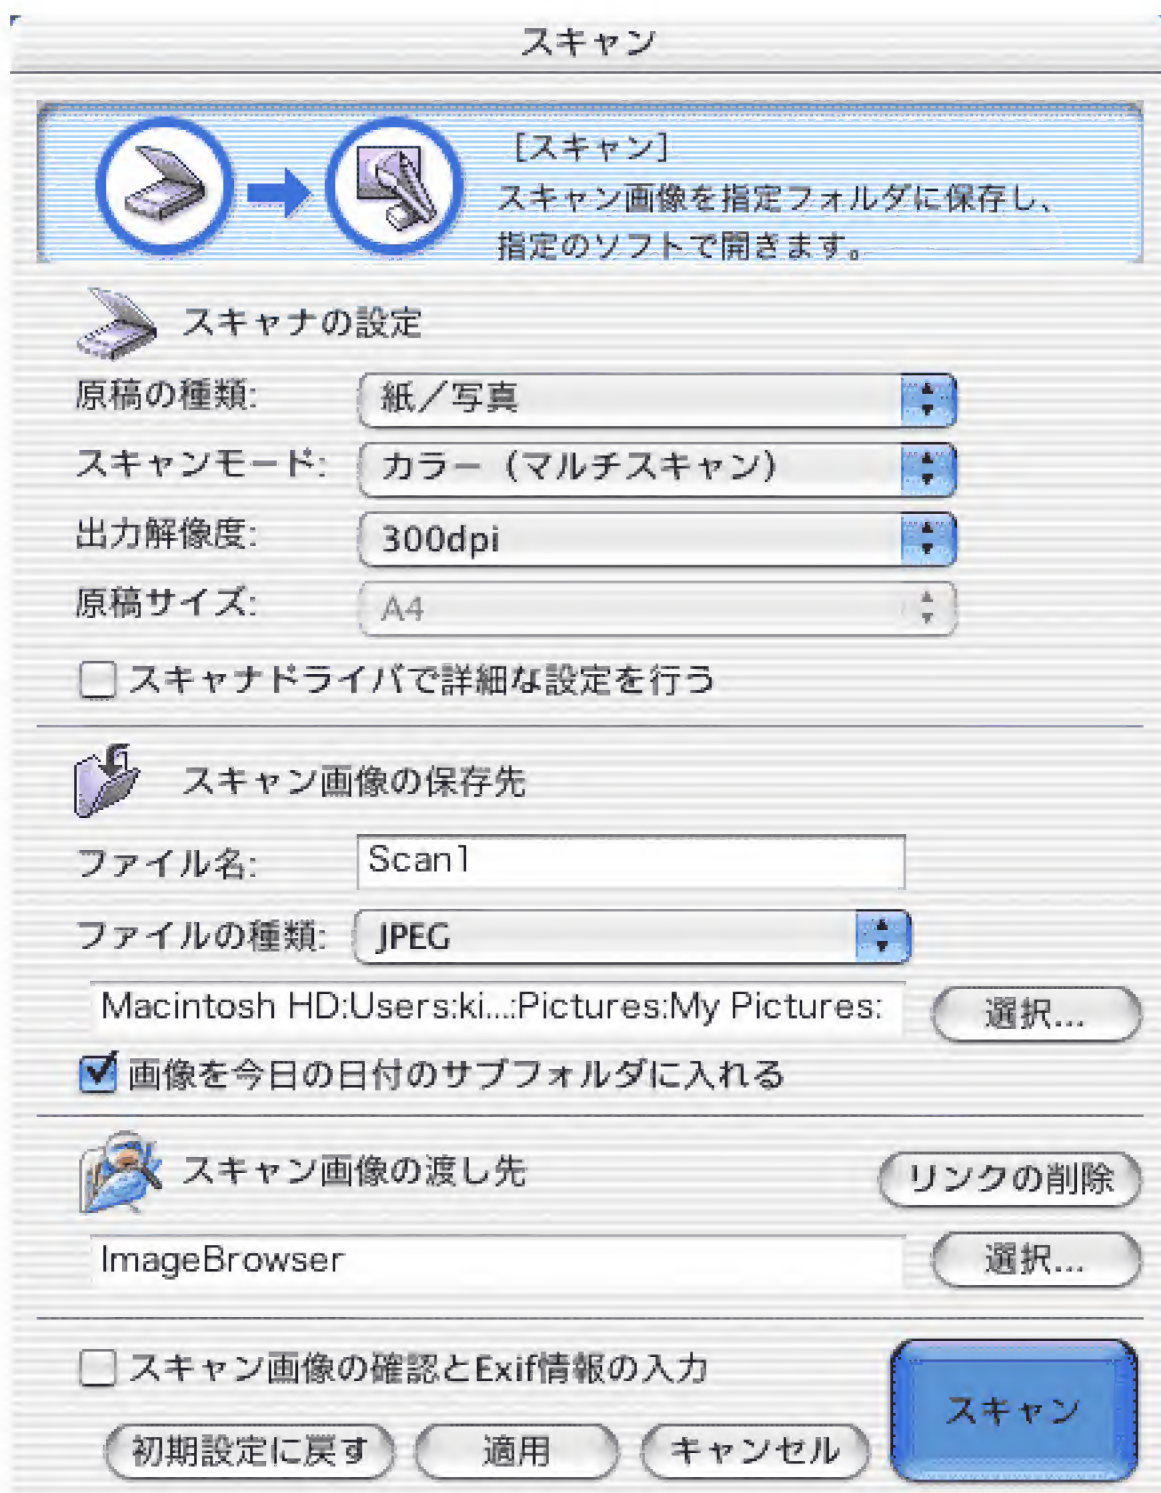 スキャン
[スキャン]
スキャン画像を指定フォルダに保存し、
指定のソフトで開きます。
スキャナの設定
原稿の種類: 紙／写真
スキャンモード: カラー（マルチスキャン）
出力解像度: 300dpi
原稿サイズ: A4
スキャナドライバで詳細な設定を行う
スキャン画像の保存先
ファイル名: Scan1
ファイルの種類: JPEG
Macintosh HD:Users:ki...:Pictures:My Pictures: 選択...
画像を今日の日付のサブフォルダに入れる
スキャン画像の渡し先 リンクの削除
ImageBrowser 選択...
スキャン画像の確認とExif情報の入力
スキャン
初期設定に戻す 適用 キャンセル